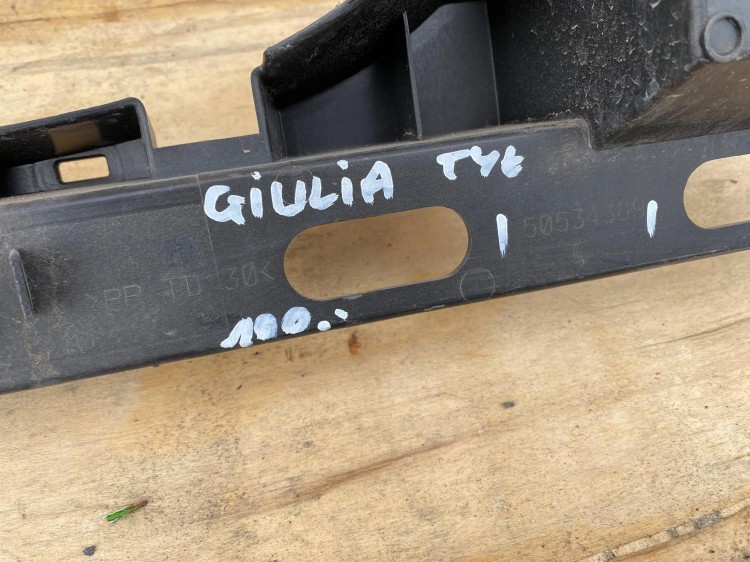 GiULiA TYŁ
50534309
>PP TD 30<
100.-